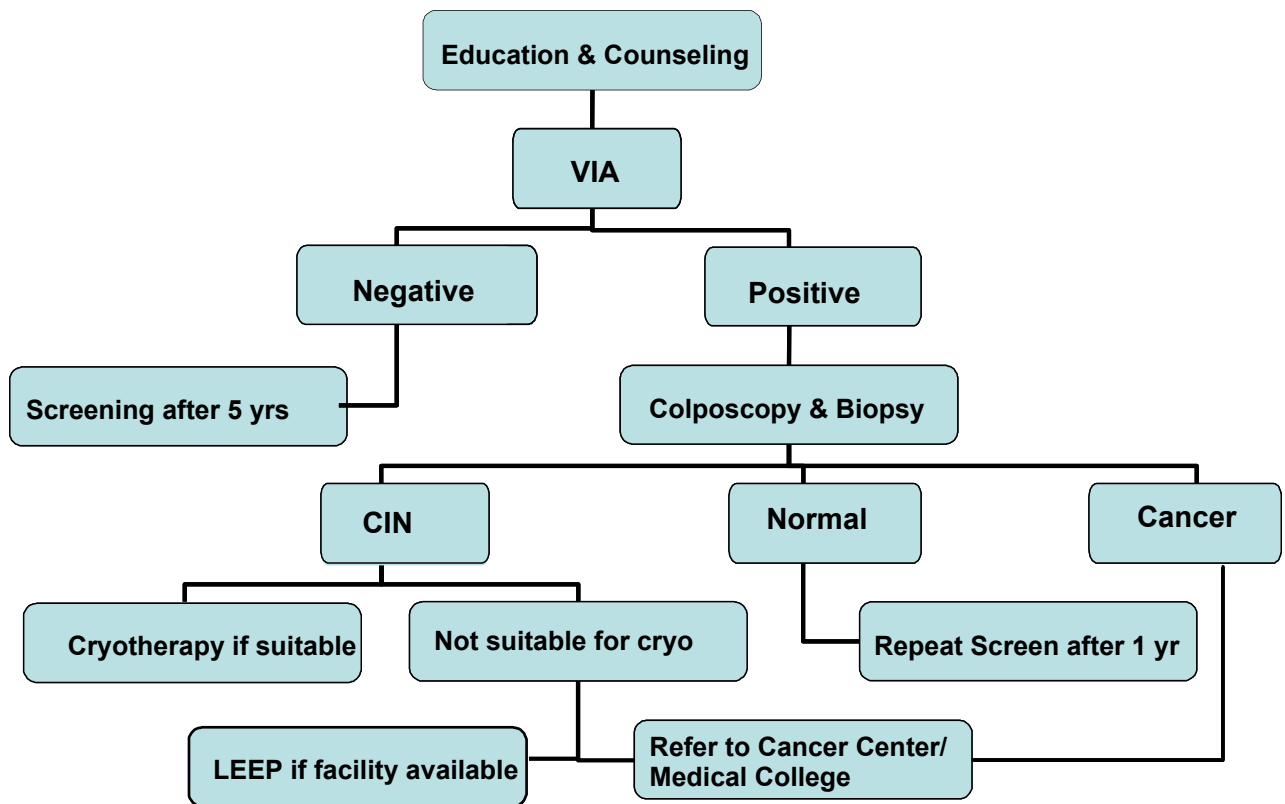 Education & Counseling
VIA
Negative
Positive
Screening after 5 yrs
Colposcopy & Biopsy
CIN
Normal
Cancer
Cryotherapy if suitable
Not suitable for cryo
Repeat Screen after 1 yr
LEEP if facility available
Refer to Cancer Center/
Medical College